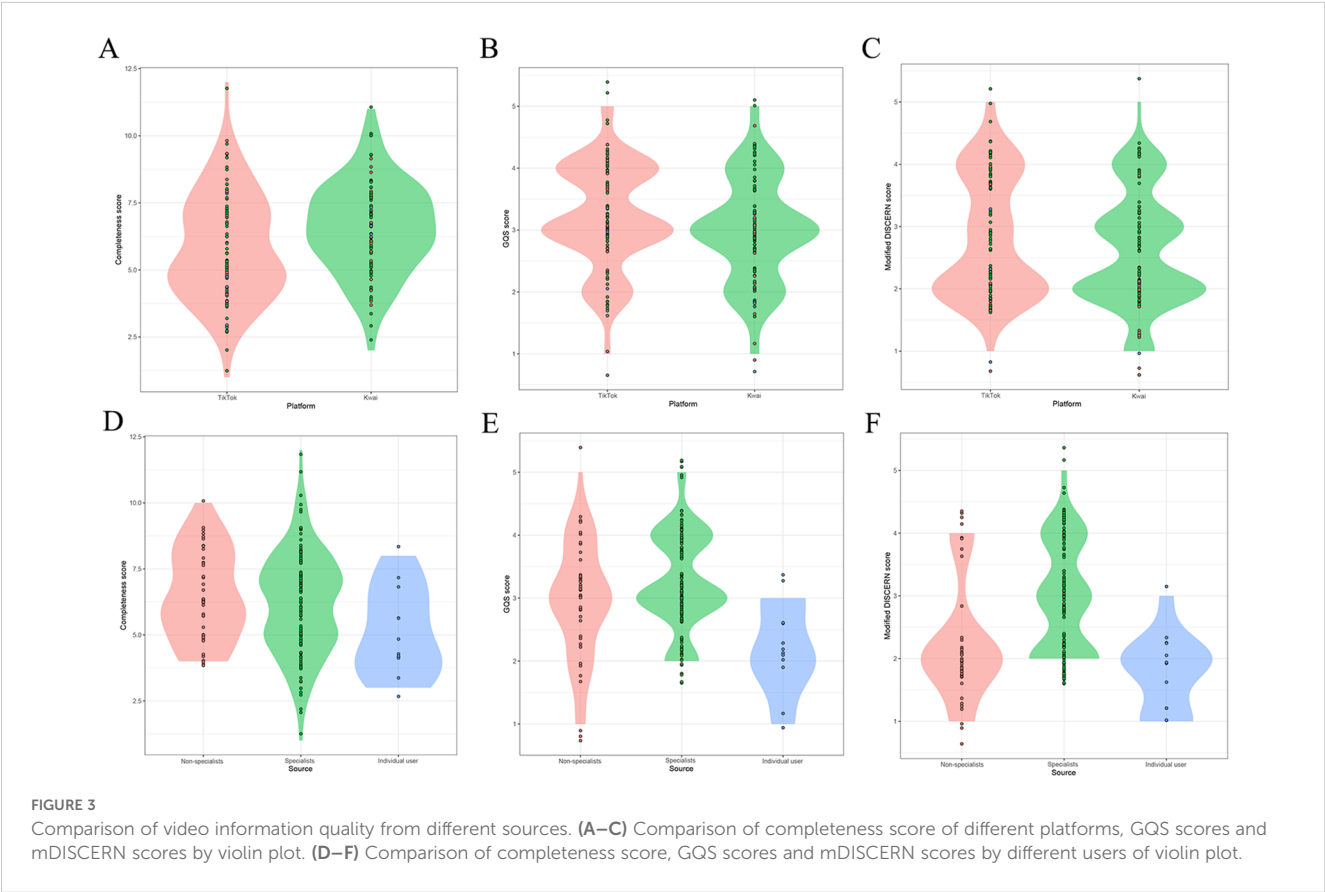 A
12.5
10.0
7.5
5.0
2.5
Completeness score
TikTok
Kwai
Platform
B
5
4
3
2
1
GQS score
TikTok
Kwai
Platform
C
5
4
3
2
1
Modified DISCERN score
TikTok
Kwai
Platform
D
12.5
10.0
7.5
5.0
2.5
Completeness score
Non-specialists
Specialists
Individual user
Source
E
5
4
3
2
1
GQS score
Non-specialists
Specialists
Individual user
Source
F
5
4
3
2
1
Modified DISCERN score
Non-specialists
Specialists
Individual user
Source
FIGURE 3
Comparison of video information quality from different sources. (A–C) Comparison of completeness score of different platforms, GQS scores and
mDISCERN scores by violin plot. (D–F) Comparison of completeness score, GQS scores and mDISCERN scores by different users of violin plot.